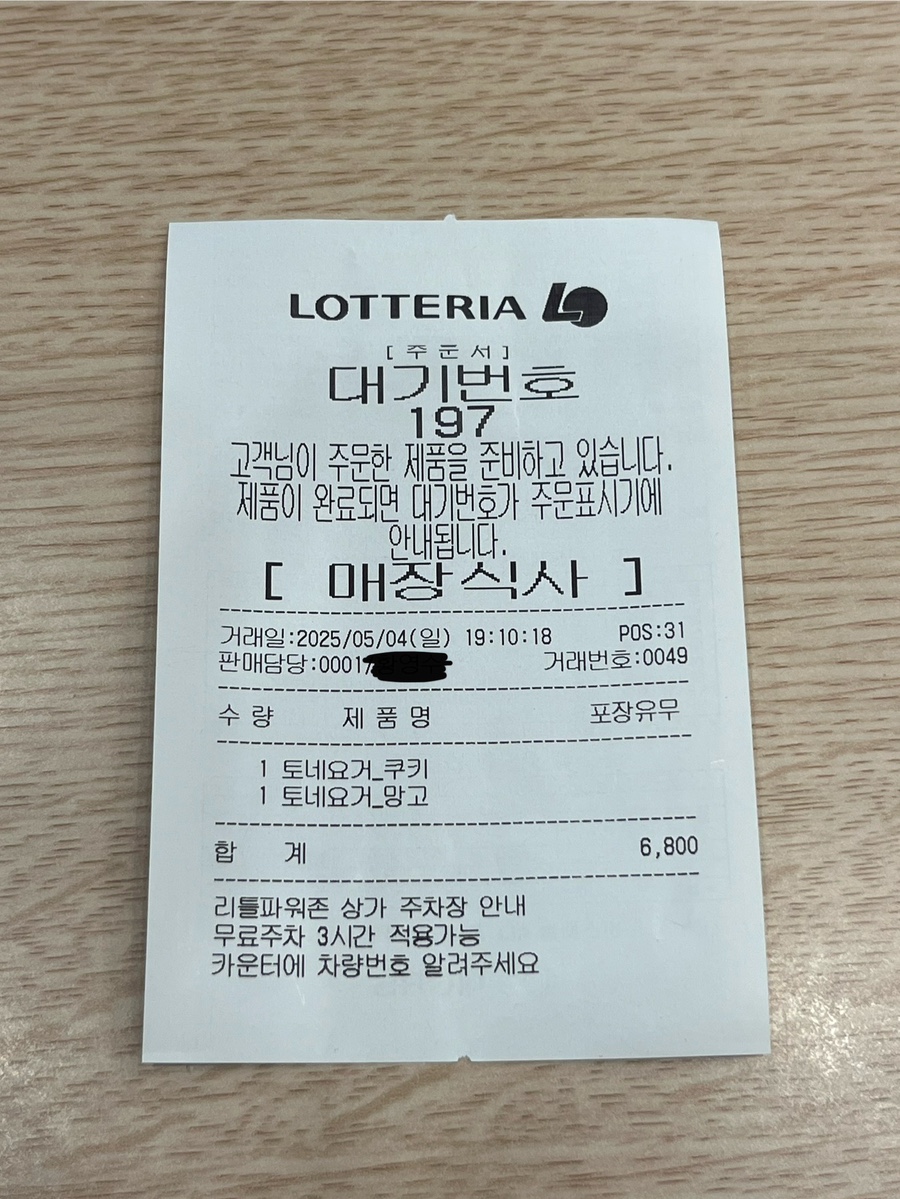 LOTTERIA
[주문서]
대기번호
197
고객님이 주문한 제품을 준비하고 있습니다.
제품이 완료되면 대기번호가 주문표시기에
안내됩니다.
[ 매장식사 ]
거래일:2025/05/04(일) 19:10:18 POS:31
판매담당:0001 거래번호:0049
수량 제품명 포장유무
1 토네요거_쿠키
1 토네요거_망고
합 계 6,800
리틀파워존 상가 주차장 안내
무료주차 3시간 적용가능
카운터에 차량번호 알려주세요